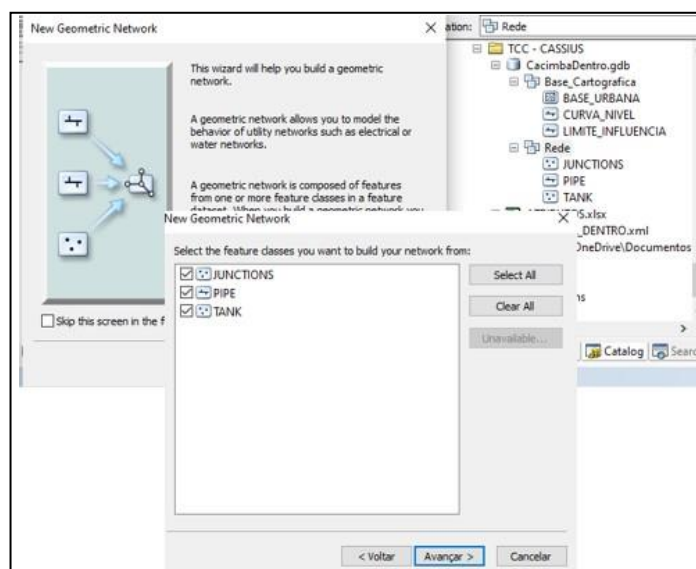 New Geometric Network
This wizard will help you build a geometric
network.
A geometric network allows you to model the
behavior of utility networks such as electrical or
water networks.
A geometric network is composed of features
from one or more feature classes in a feature
Skip this screen in the f
ation: Rede
TCC - CASSIUS
CacimbaDentro.gdb
Base_Cartografica
BASE_URBANA
CURVA_NIVEL
LIMITE_INFLUENCIA
Rede
JUNCTIONS
PIPE
TANK
OS.xlsx
_DENTRO.xml
OneDrive\Documentos
ns
Catalog Searc
New Geometric Network
Select the feature classes you want to build your network from:
JUNCTIONS
PIPE
TANK
Select All
Clear All
Unavailable...
< Voltar Avançar > Cancelar